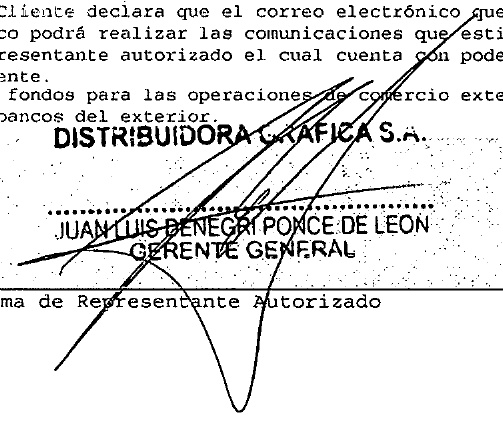 Cliente declara que el correo electrónico que
co podrá realizar las comunicaciones que esti
resentante autorizado el cual cuenta con pode
ente.
fondos para las operaciones de comercio exte
bancos del exterior.
DISTRIBUIDORA GRAFICA S.A.
JUAN LUIS DENEGRI PONCE DE LEON
GERENTE GENERAL
ma de Representante Autorizado